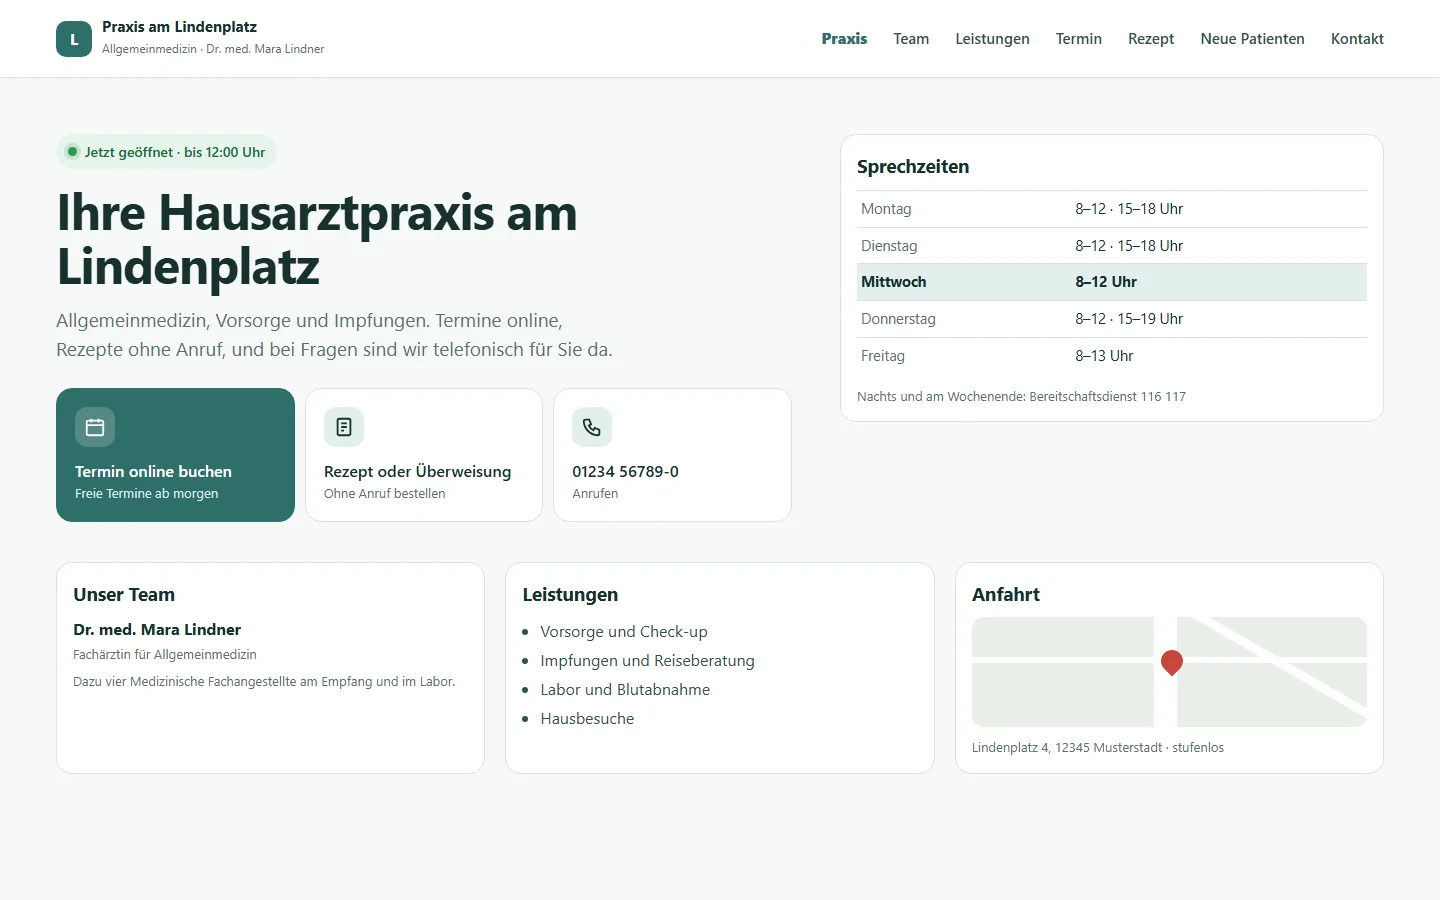 L
Praxis am Lindenplatz
Allgemeinmedizin · Dr. med. Mara Lindner
Praxis
Team
Leistungen
Termin
Rezept
Neue Patienten
Kontakt
Jetzt geöffnet · bis 12:00 Uhr
Ihre Hausarztpraxis am
Lindenplatz
Allgemeinmedizin, Vorsorge und Impfungen. Termine online,
Rezepte ohne Anruf, und bei Fragen sind wir telefonisch für Sie da.
Termin online buchen
Freie Termine ab morgen
Rezept oder Überweisung
Ohne Anruf bestellen
01234 56789-0
Anrufen
Sprechzeiten
Montag 8–12 · 15–18 Uhr
Dienstag 8–12 · 15–18 Uhr
Mittwoch 8–12 Uhr
Donnerstag 8–12 · 15–19 Uhr
Freitag 8–13 Uhr
Nachts und am Wochenende: Bereitschaftsdienst 116 117
Unser Team
Dr. med. Mara Lindner
Fachärztin für Allgemeinmedizin
Dazu vier Medizinische Fachangestellte am Empfang und im Labor.
Leistungen
• Vorsorge und Check-up
• Impfungen und Reiseberatung
• Labor und Blutabnahme
• Hausbesuche
Anfahrt
Lindenplatz 4, 12345 Musterstadt · stufenlos